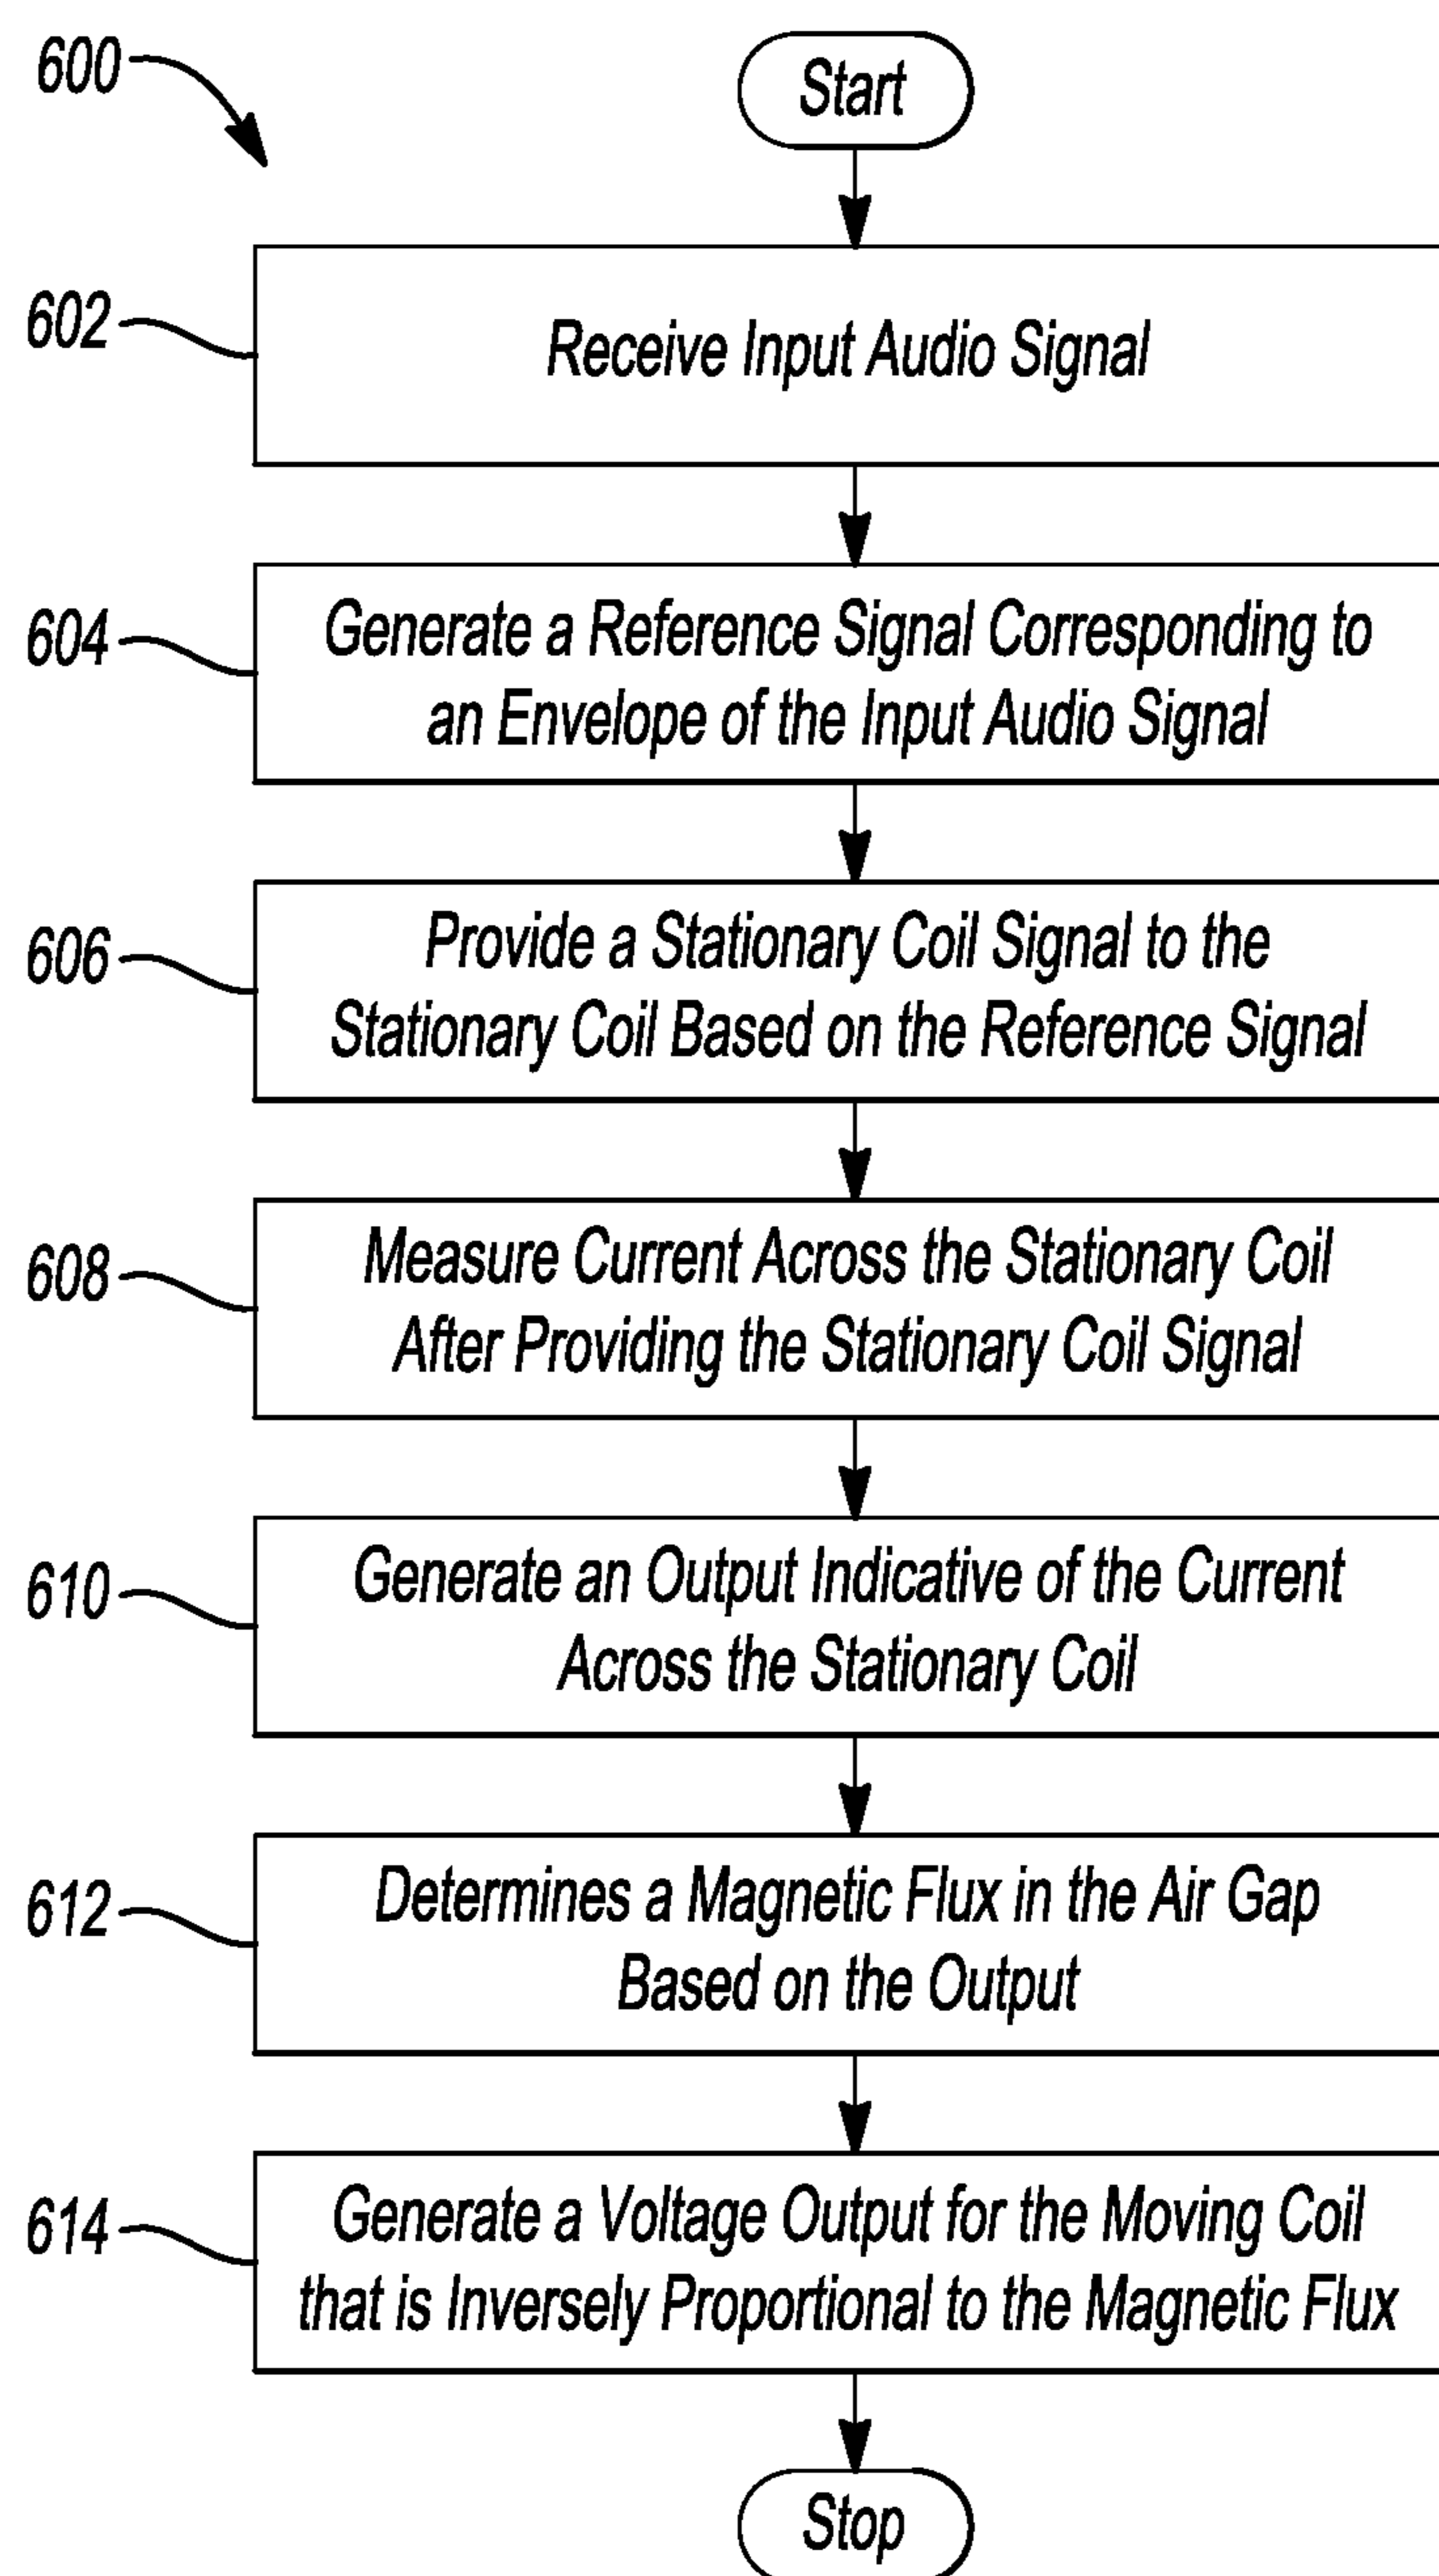 600
Start
602
Receive Input Audio Signal
604
Generate a Reference Signal Corresponding to
an Envelope of the Input Audio Signal
606
Provide a Stationary Coil Signal to the
Stationary Coil Based on the Reference Signal
608
Measure Current Across the Stationary Coil
After Providing the Stationary Coil Signal
610
Generate an Output Indicative of the Current
Across the Stationary Coil
612
Determines a Magnetic Flux in the Air Gap
Based on the Output
614
Generate a Voltage Output for the Moving Coil
that is Inversely Proportional to the Magnetic Flux
Stop